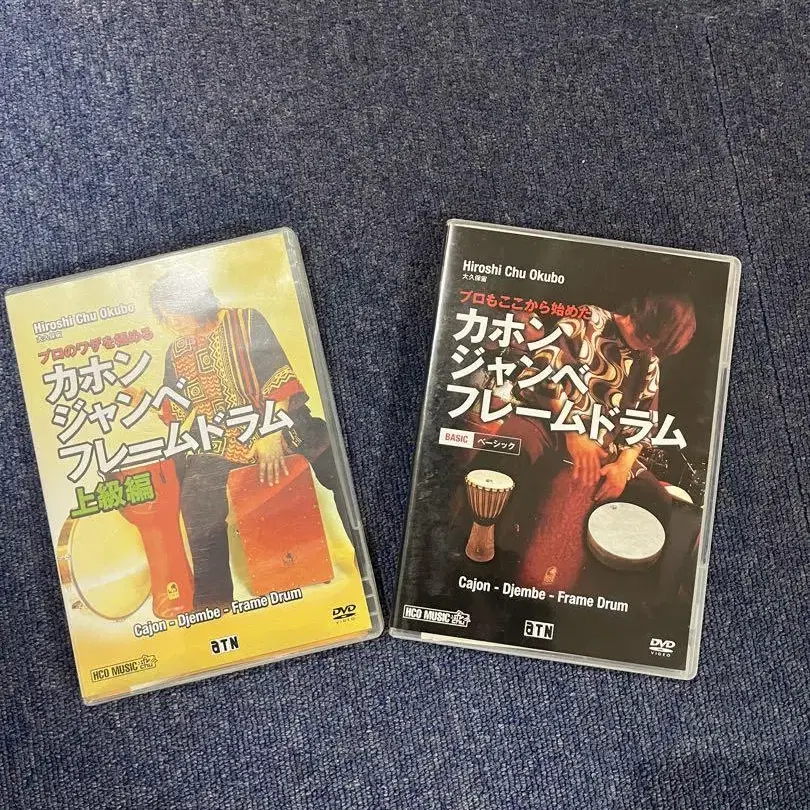 Hiroshi Chu Okubo
大久保宙
プロのワザを極める
カホン
ジャンベ
フレームドラム
上級編
Cajon - Djembe - Frame Drum
DVD
VIDEO
HCO MUSIC
chu
aTN
Hiroshi Chu Okubo
大久保宙
プロもここから始めた
カホン
ジャンベ
フレームドラム
BASIC ベーシック
Cajon - Djembe - Frame Drum
HCO MUSIC
chu
aTN
DVD
VIDEO